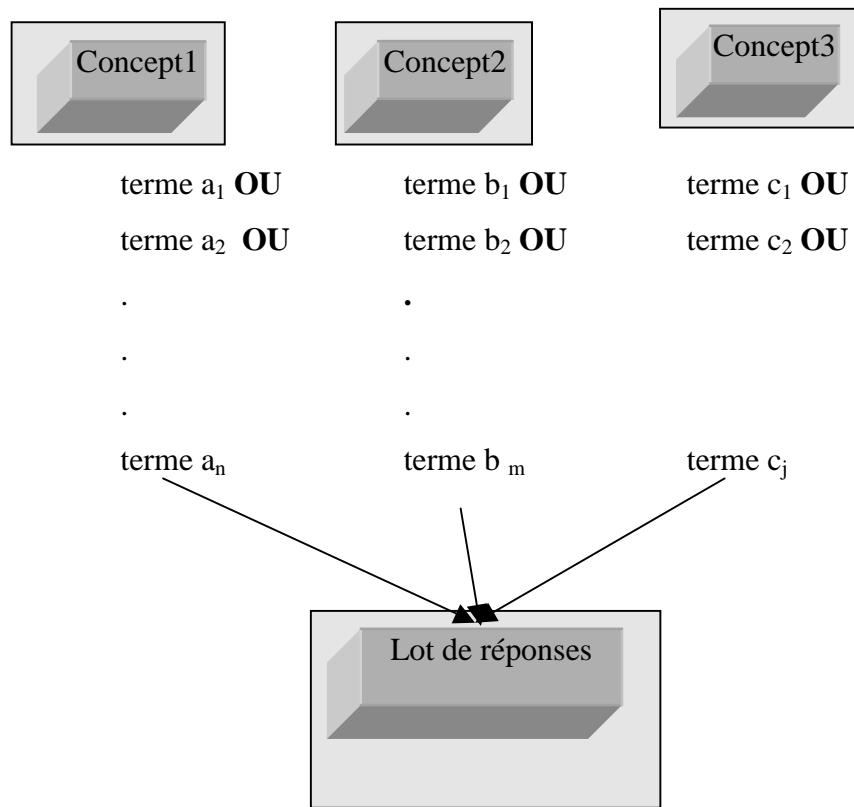 Concept1 Concept2 Concept3
terme a₁ OU terme b₁ OU terme c₁ OU
terme a₂ OU terme b₂ OU terme c₂ OU
. .
. .
. .
terme aₙ terme b ₘ terme cⱼ
Lot de réponses